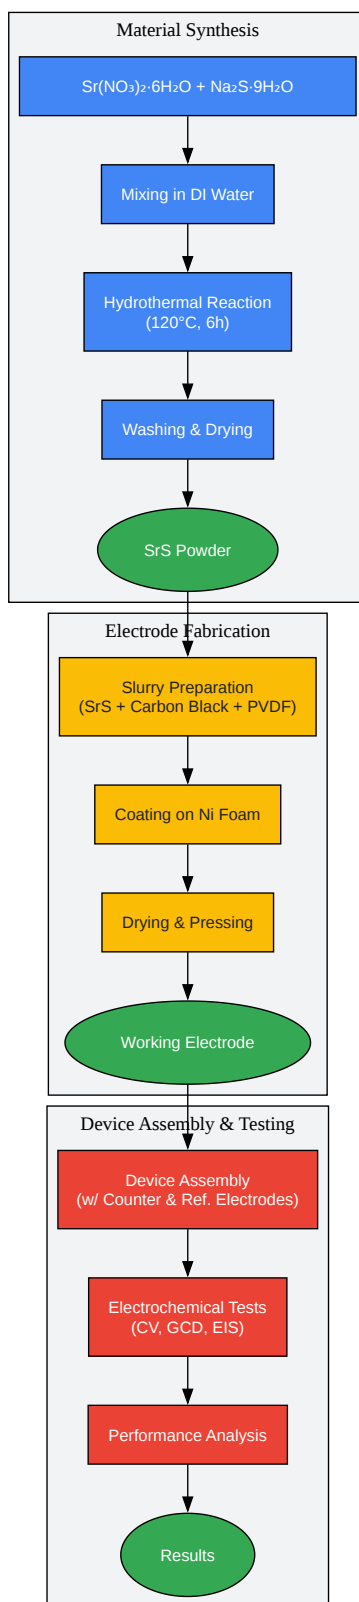 Material Synthesis
Sr(NO₃)₂·6H₂O + Na₂S·9H₂O
Mixing in DI Water
Hydrothermal Reaction
(120°C, 6h)
Washing & Drying
SrS Powder
Electrode Fabrication
Slurry Preparation
(SrS + Carbon Black + PVDF)
Coating on Ni Foam
Drying & Pressing
Working Electrode
Device Assembly & Testing
Device Assembly
(w/ Counter & Ref. Electrodes)
Electrochemical Tests
(CV, GCD, EIS)
Performance Analysis
Results